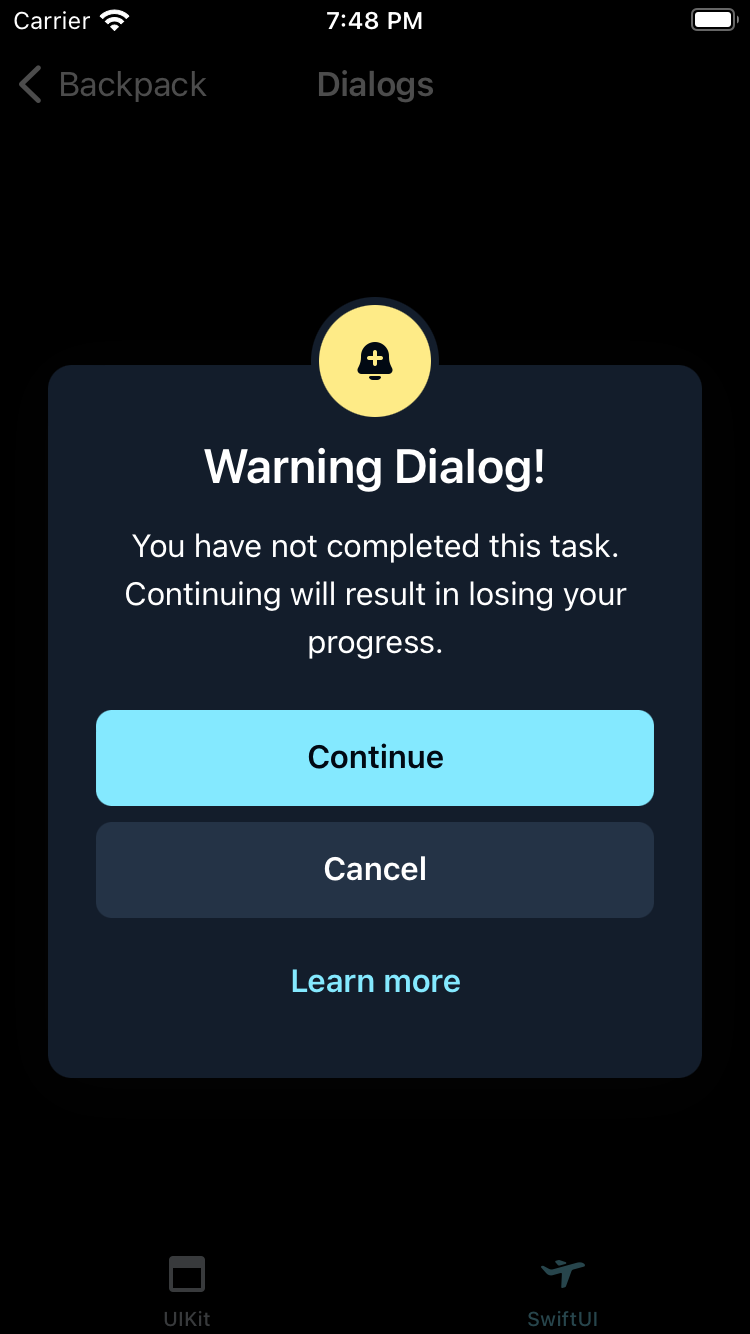 Carrier 7:48 PM
Backpack Dialogs
Warning Dialog!
You have not completed this task.
Continuing will result in losing your
progress.
Continue
Cancel
Learn more
UIKit SwiftUI